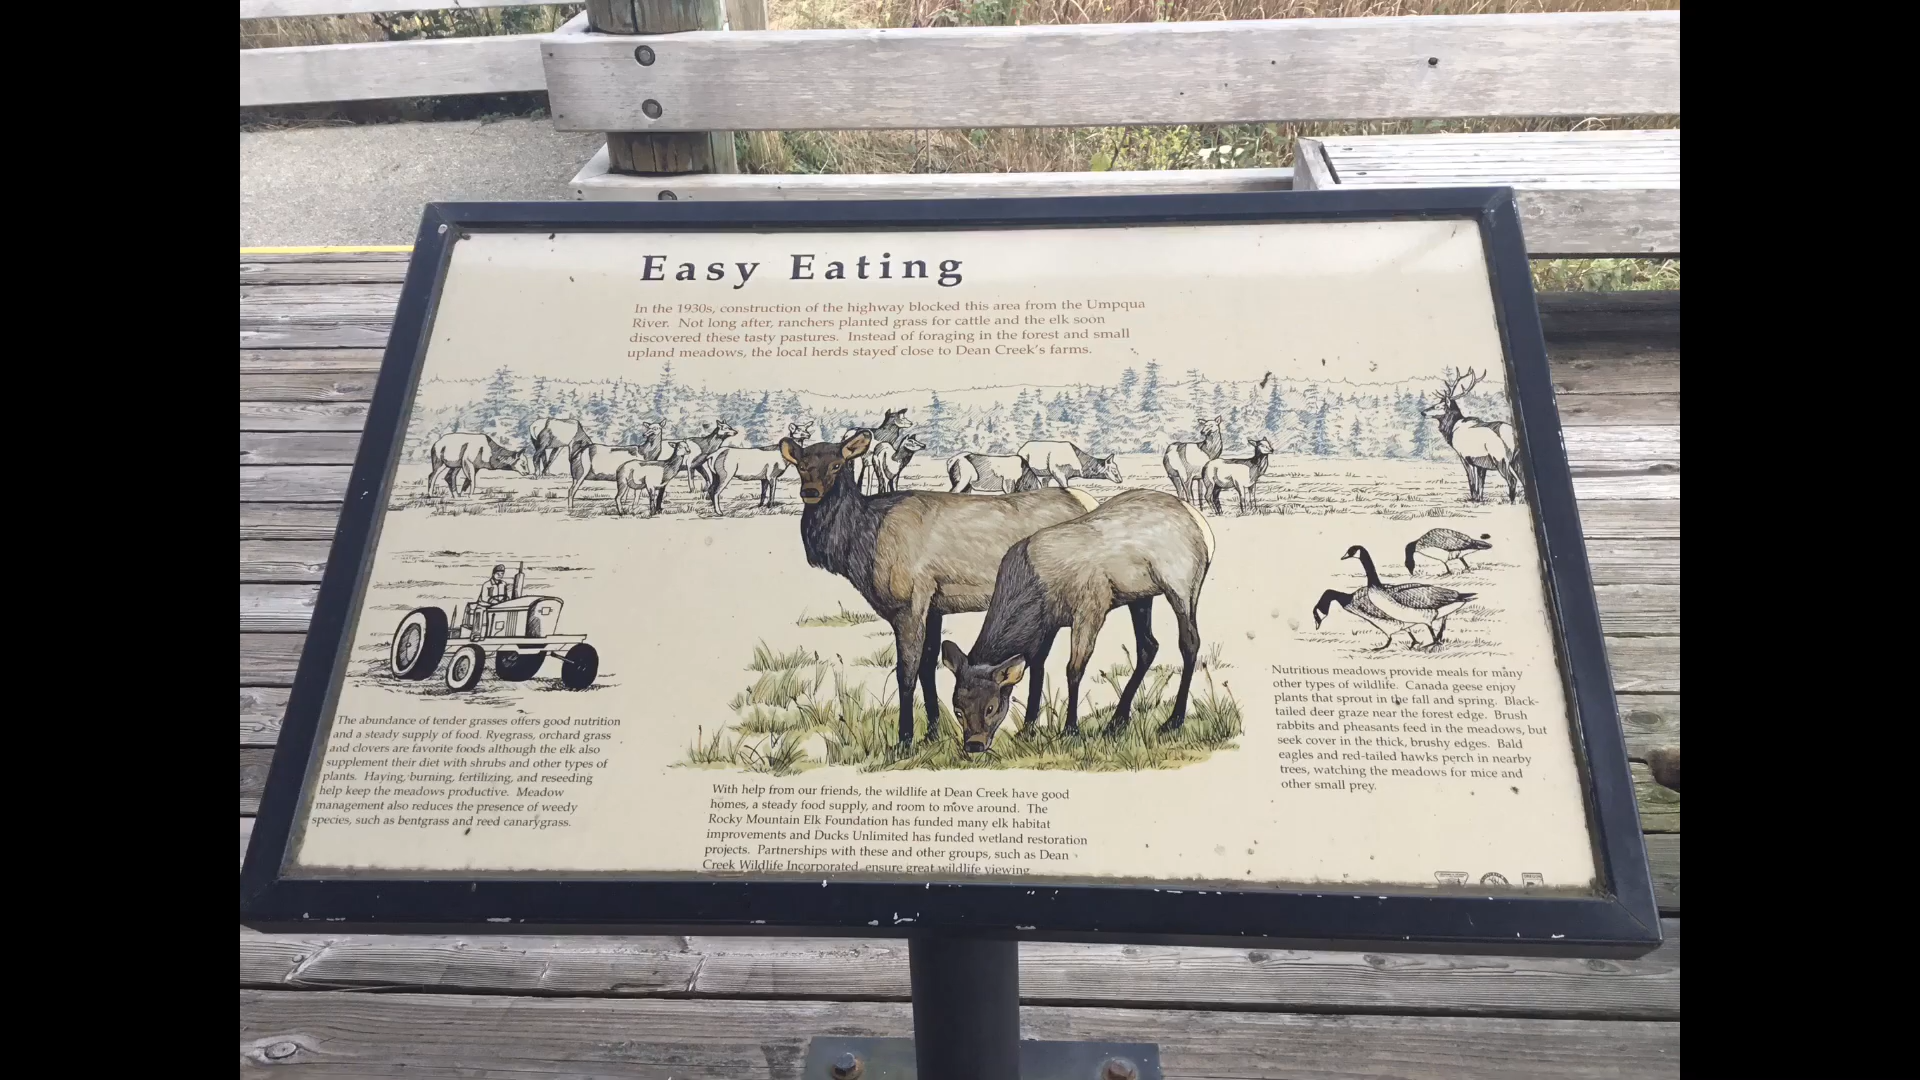 Easy Eating
In the 1930s, construction of the highway blocked this area from the Umpqua
River. Not long after, ranchers planted grass for cattle and the elk soon
discovered these tasty pastures. Instead of foraging in the forest and small
upland meadows, the local herds stayed close to Dean Creek's farms.
The abundance of tender grasses offers good nutrition
and a steady supply of food. Ryegrass, orchard grass
and clovers are favorite foods although the elk also
supplement their diet with shrubs and other types of
plants. Haying, burning, fertilizing, and reseeding
help keep the meadows productive. Meadow
management also reduces the presence of weedy
species, such as bentgrass and reed canarygrass.
With help from our friends, the wildlife at Dean Creek have good
homes, a steady food supply, and room to move around. The
Rocky Mountain Elk Foundation has funded many elk habitat
improvements and Ducks Unlimited has funded wetland restoration
projects. Partnerships with these and other groups, such as Dean
Creek Wildlife Incorporated, ensure great wildlife viewing
Nutritious meadows provide meals for many
other types of wildlife. Canada geese enjoy
plants that sprout in the fall and spring. Black-
tailed deer graze near the forest edge. Brush
rabbits and pheasants feed in the meadows, but
seek cover in the thick, brushy edges. Bald
eagles and red-tailed hawks perch in nearby
trees, watching the meadows for mice and
other small prey.